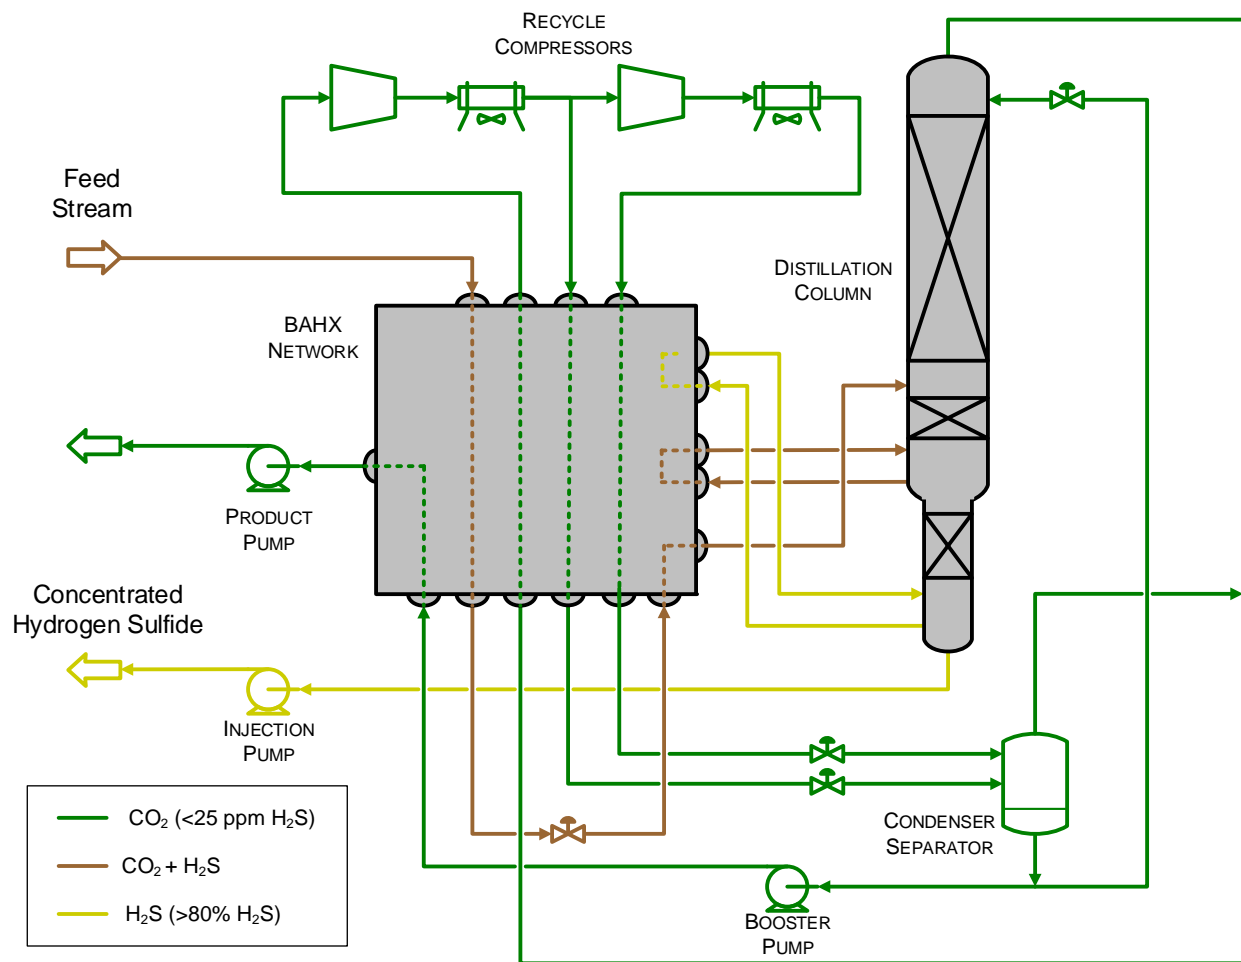 RECYCLE
COMPRESSORS
Feed
Stream
DISTILLATION
COLUMN
BAHX
NETWORK
PRODUCT
PUMP
Concentrated
Hydrogen Sulfide
INJECTION
PUMP
CONDENSER
SEPARATOR
BOOSTER
PUMP
CO₂ (<25 ppm H₂S)
CO₂ + H₂S
H₂S (>80% H₂S)